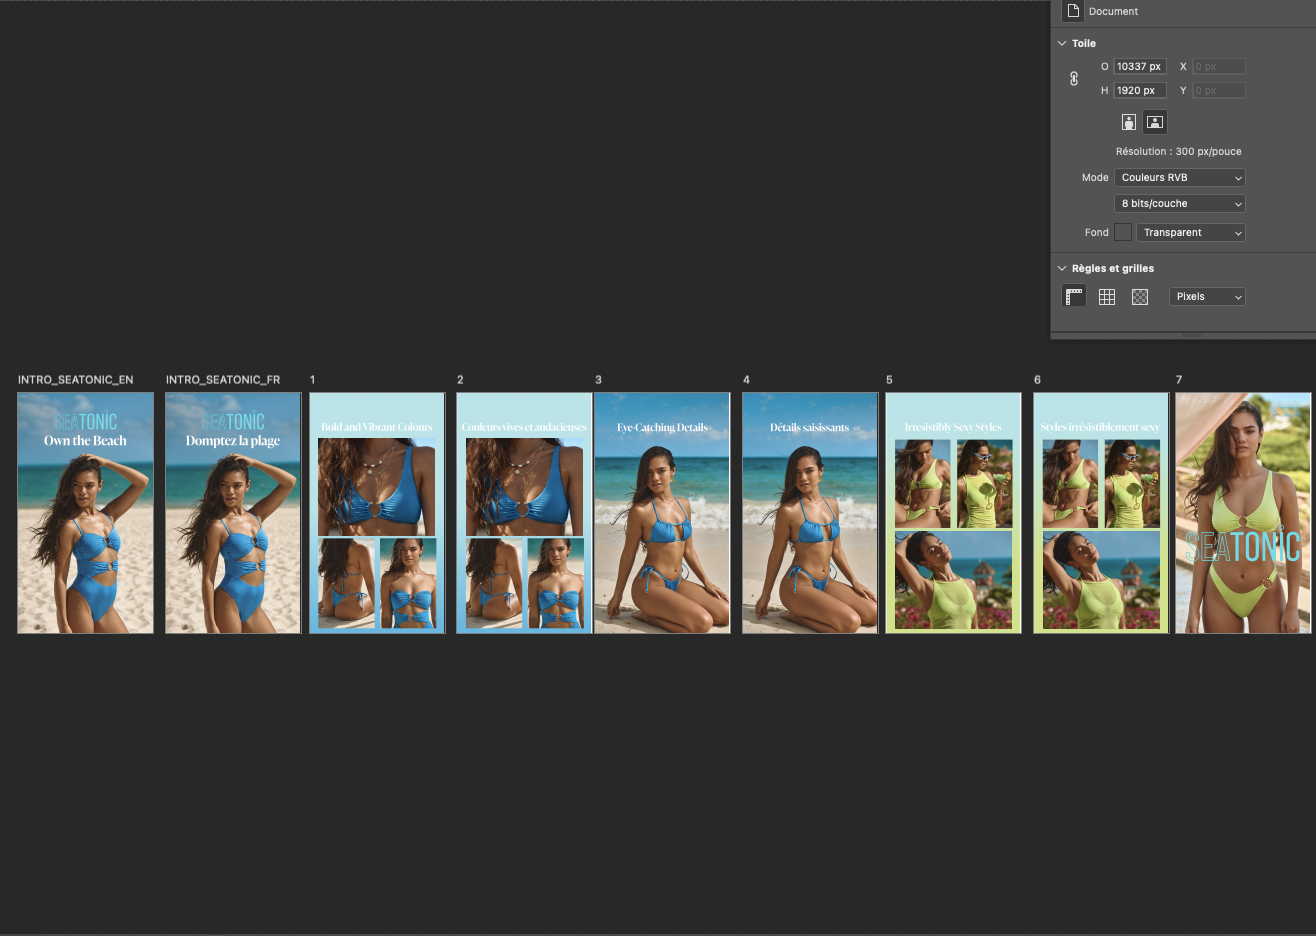 Document
Toile
O 10337 px X 0 px
H 1920 px Y 0 px
Résolution : 300 px/pouce
Mode Couleurs RVB
8 bits/couche
Fond Transparent
Règles et grilles
Pixels
INTRO_SEATONIC_EN
SEATONIC
Own the Beach
INTRO_SEATONIC_FR
SEATONIC
Domptez la plage
1
Bold and Vibrant Colours
2
Couleurs vives et audacieuses
3
Eye-Catching Details
4
Détails saisissants
5
Irresistibly Sexy Styles
6
Styles irrésistiblement sexy
7
SEATONIC